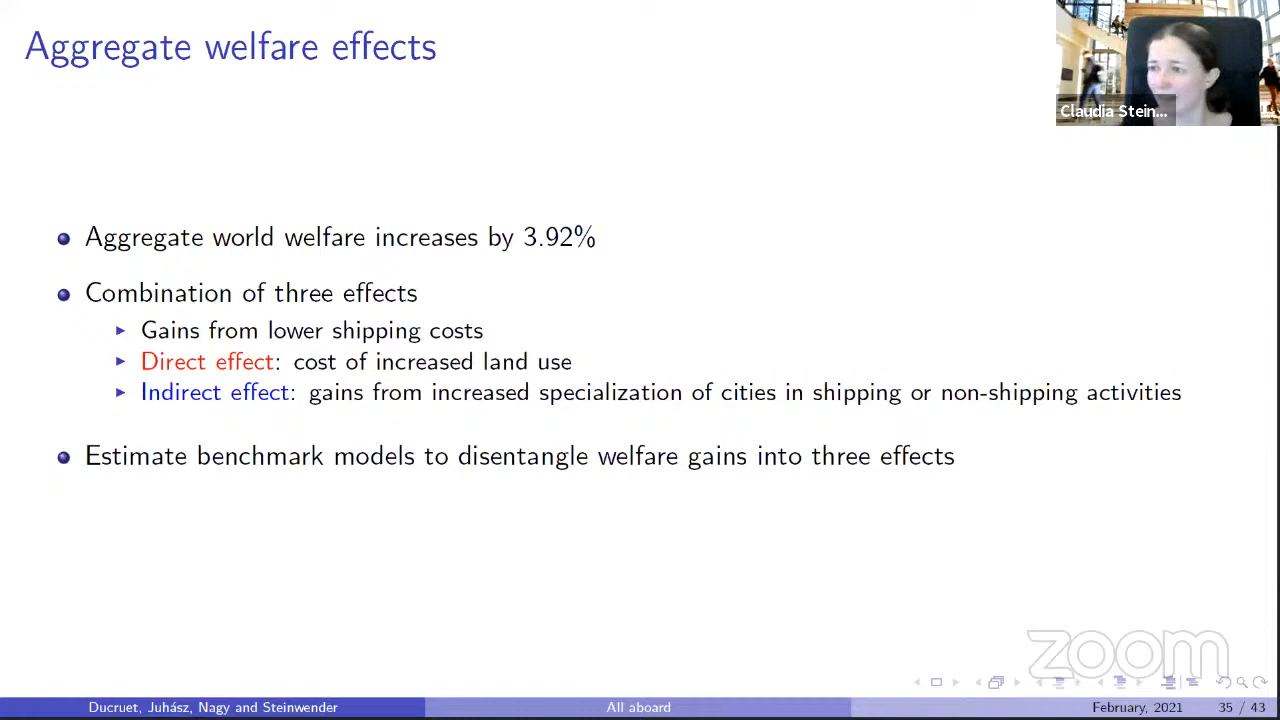 Aggregate welfare effects
Claudia Stein...
Aggregate world welfare increases by 3.92%
Combination of three effects
Gains from lower shipping costs
Direct effect: cost of increased land use
Indirect effect: gains from increased specialization of cities in shipping or non-shipping activities
Estimate benchmark models to disentangle welfare gains into three effects
zoom
Ducruet, Juhász, Nagy and Steinwender
All aboard
February, 2021
35 / 43